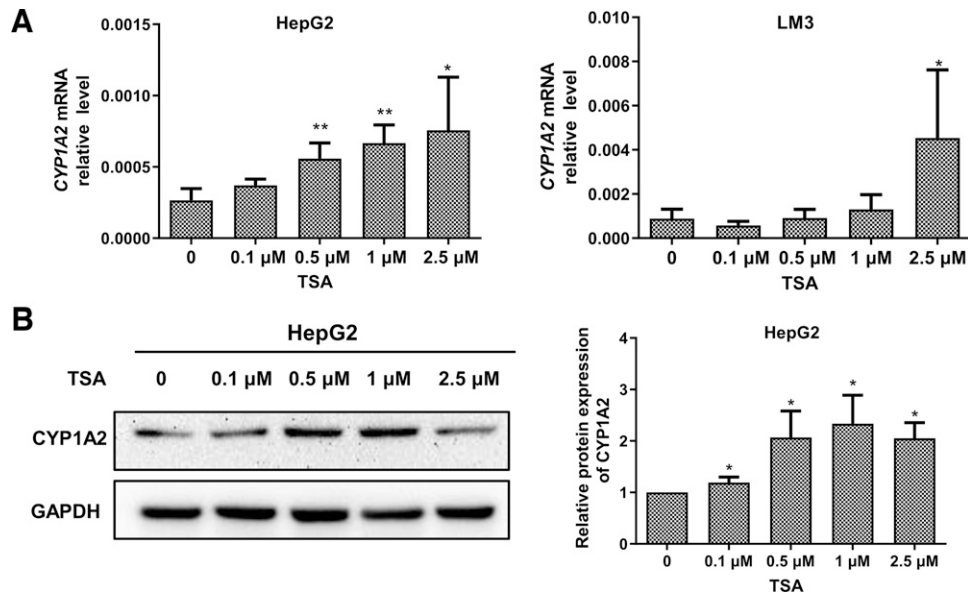 A
HepG2
CYP1A2 mRNA
relative level
0.0015
0.0010
0.0005
0.0000
**
**
*
0
0.1 μM
0.5 μM
1 μM
2.5 μM
TSA
LM3
CYP1A2 mRNA
relative level
0.010
0.008
0.006
0.004
0.002
0.000
*
0
0.1 μM
0.5 μM
1 μM
2.5 μM
TSA
B
HepG2
TSA 0 0.1 μM 0.5 μM 1 μM 2.5 μM
CYP1A2
GAPDH
HepG2
Relative protein expression
of CYP1A2
4
3
2
1
0
*
*
*
*
0
0.1 μM
0.5 μM
1 μM
2.5 μM
TSA